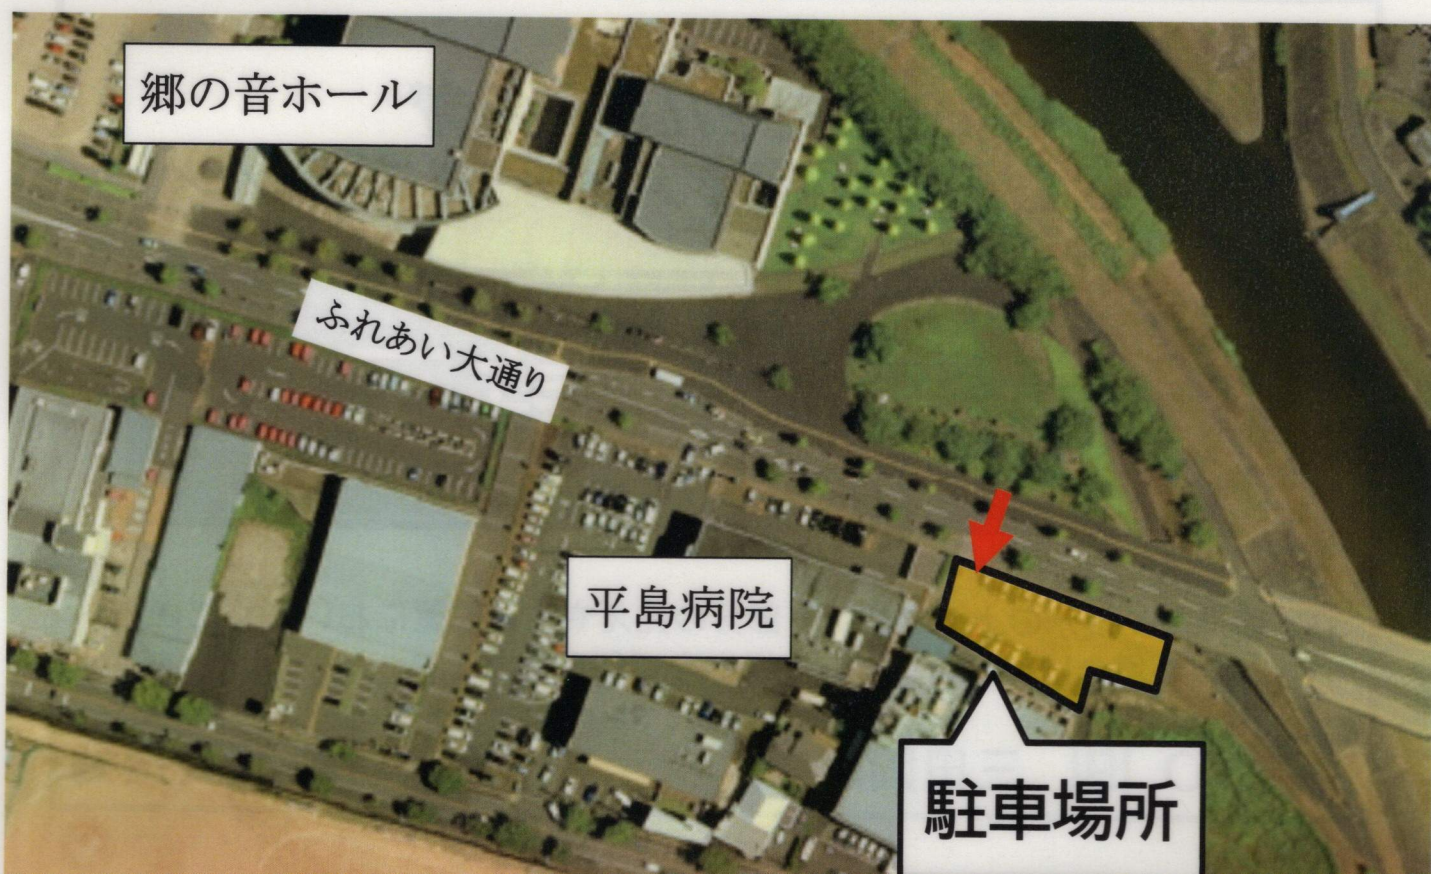 郷の音ホール
ふれあい大通り
平島病院
駐車場所